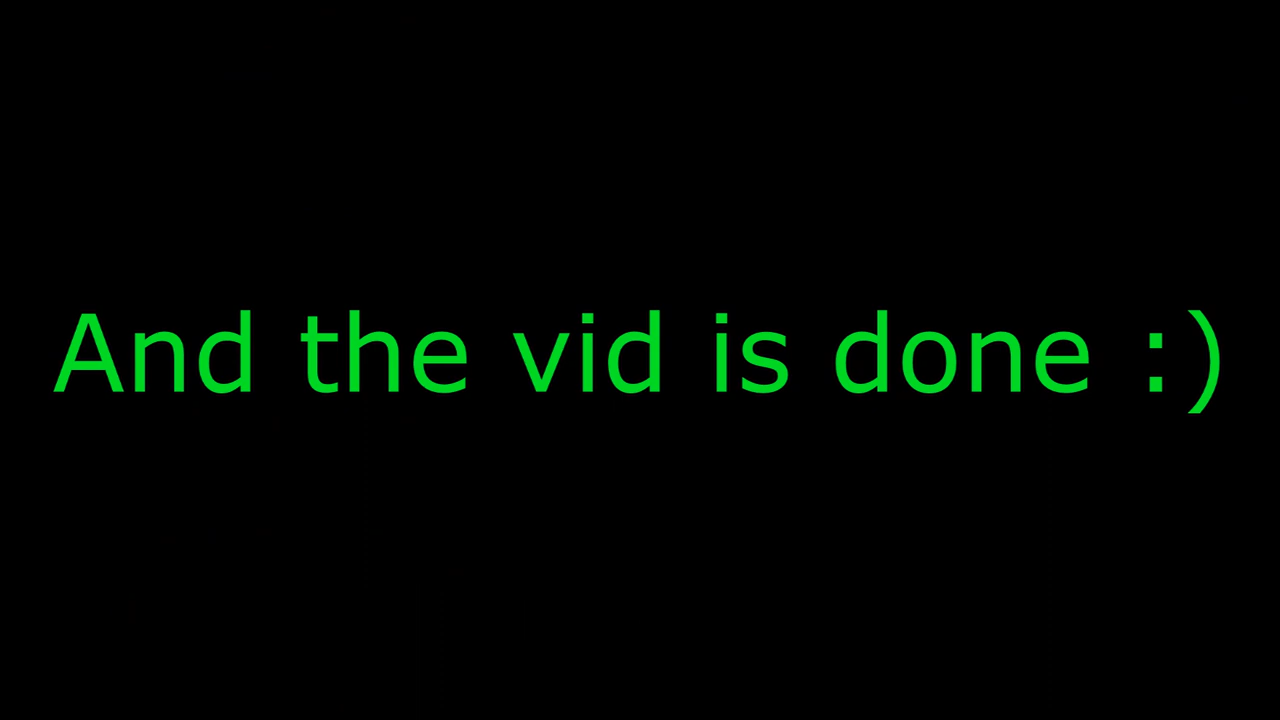 And the vid is done :)